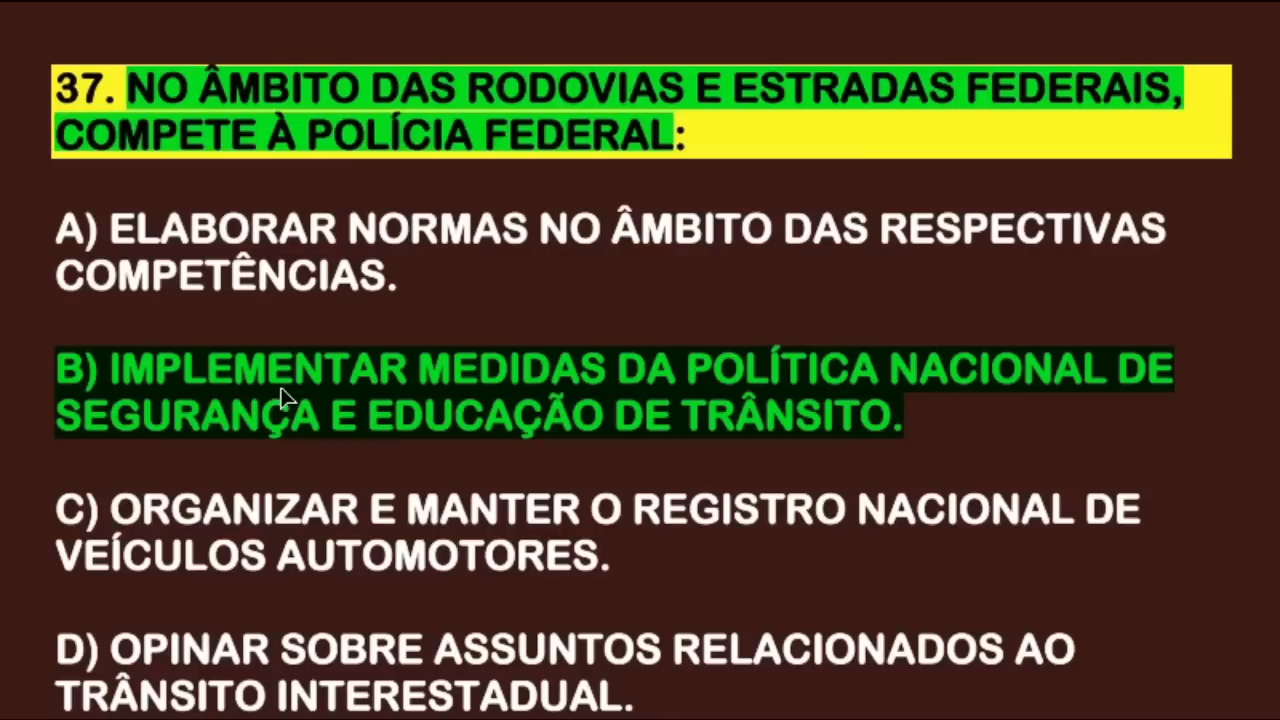 37. NO ÂMBITO DAS RODOVIAS E ESTRADAS FEDERAIS,
COMPETE À POLÍCIA FEDERAL:
A) ELABORAR NORMAS NO ÂMBITO DAS RESPECTIVAS
COMPETÊNCIAS.
B) IMPLEMENTAR MEDIDAS DA POLÍTICA NACIONAL DE
SEGURANÇA E EDUCAÇÃO DE TRÂNSITO.
C) ORGANIZAR E MANTER O REGISTRO NACIONAL DE
VEÍCULOS AUTOMOTORES.
D) OPINAR SOBRE ASSUNTOS RELACIONADOS AO
TRÂNSITO INTERESTADUAL.